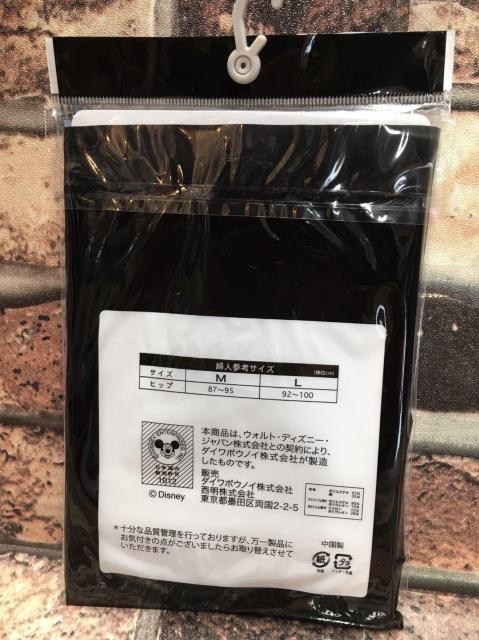 婦人参考サイズ (単位cm)
サイズ M L
ヒップ 87~95 92~100
本商品は、ウォルト・ディズニー・
ジャパン株式会社との契約により、
ダイワボウノイ株式会社が製造
したものです。
販売
ダイワボウノイ株式会社
西明株式会社
東京都墨田区両国2-2-5
1012
©Disney
*十分な品質管理を行っておりますが、万一製品に
お気付きの点がございましたらお取り替えさせて
いただきます。
中国製
紙 プラ